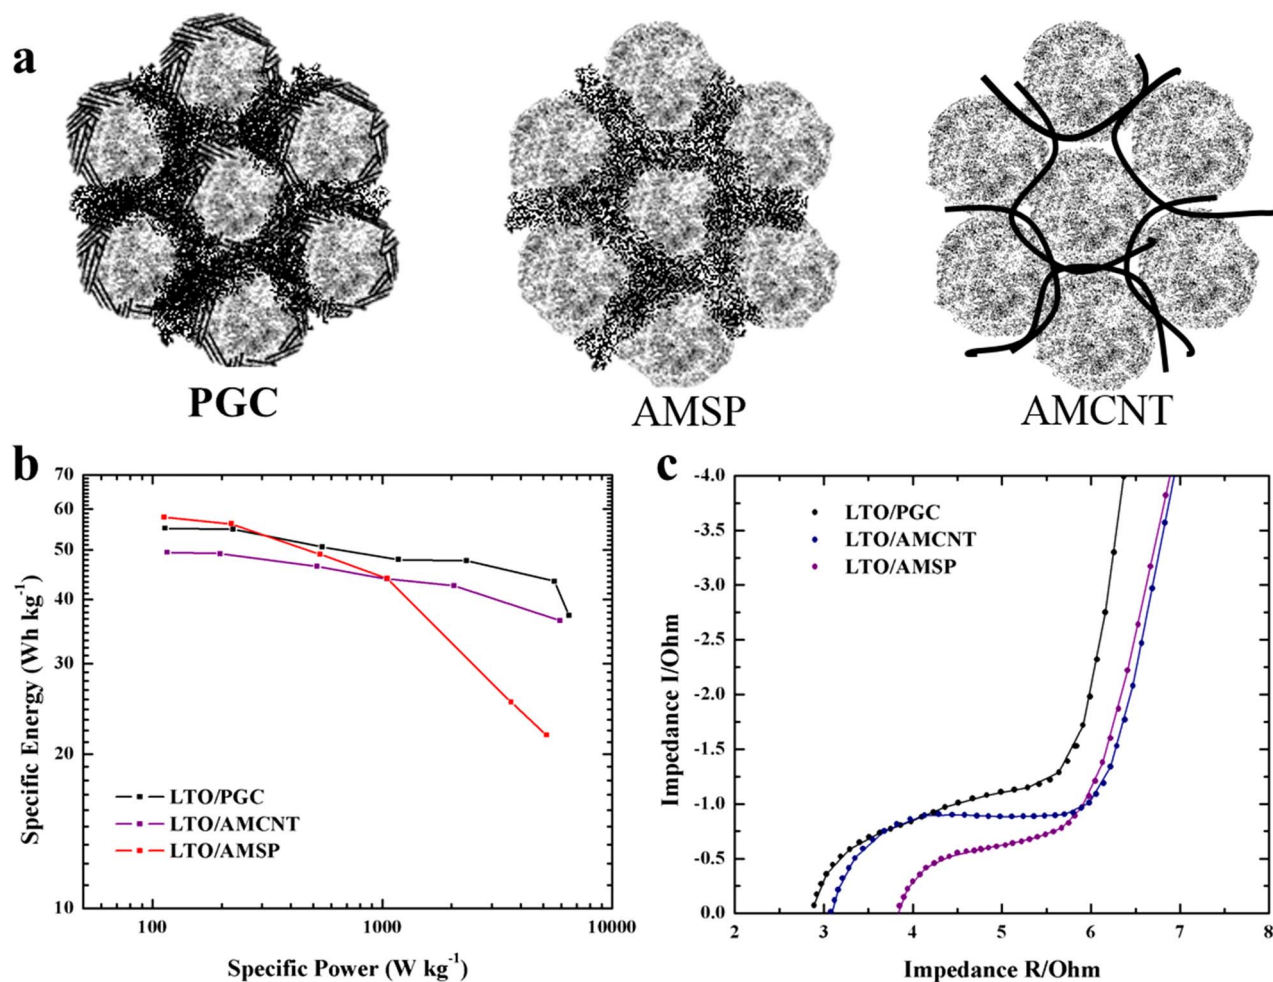 a
PGC
AMSP
AMCNT
b
70
60
50
40
30
20
10
100
1000
10000
Specific Energy (Wh kg⁻¹)
Specific Power (W kg⁻¹)
LTO/PGC
LTO/AMCNT
LTO/AMSP
c
-4.0
-3.5
-3.0
-2.5
-2.0
-1.5
-1.0
-0.5
0.0
2
3
4
5
6
7
8
Impedance I/Ohm
Impedance R/Ohm
LTO/PGC
LTO/AMCNT
LTO/AMSP